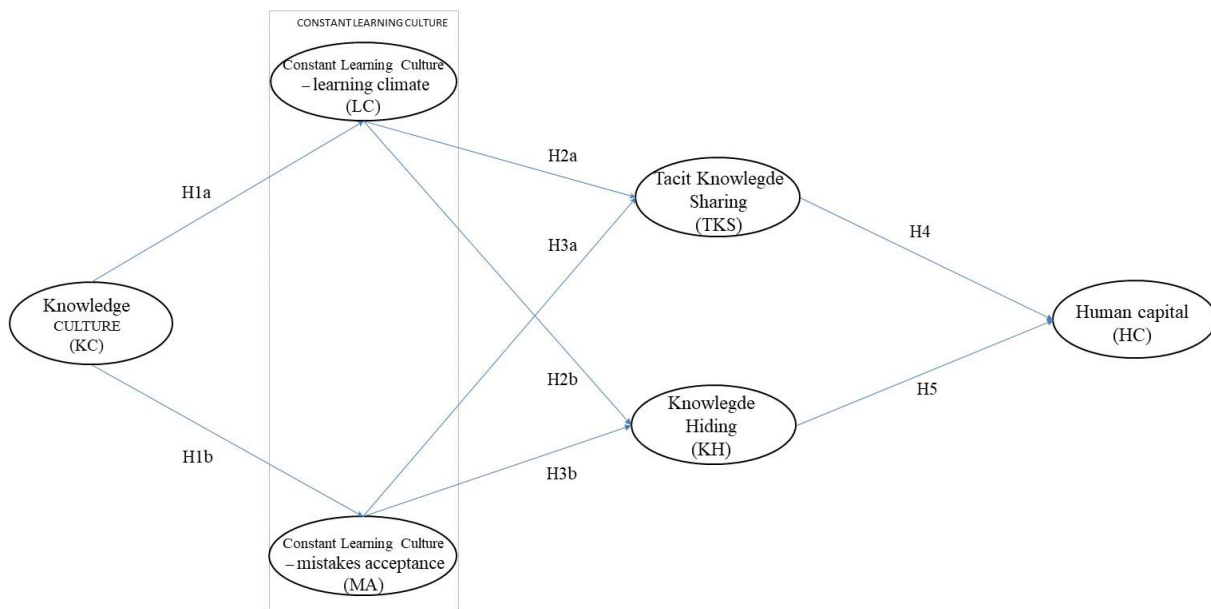 CONSTANT LEARNING CULTURE
Constant Learning Culture
– learning climate
(LC)
H2a
Tacit Knowlegde
Sharing
(TKS)
H1a
H4
H3a
Knowledge
CULTURE
(KC)
Human capital
(HC)
H2b
Knowlegde
Hiding
(KH)
H5
H1b
H3b
Constant Learning Culture
– mistakes acceptance
(MA)